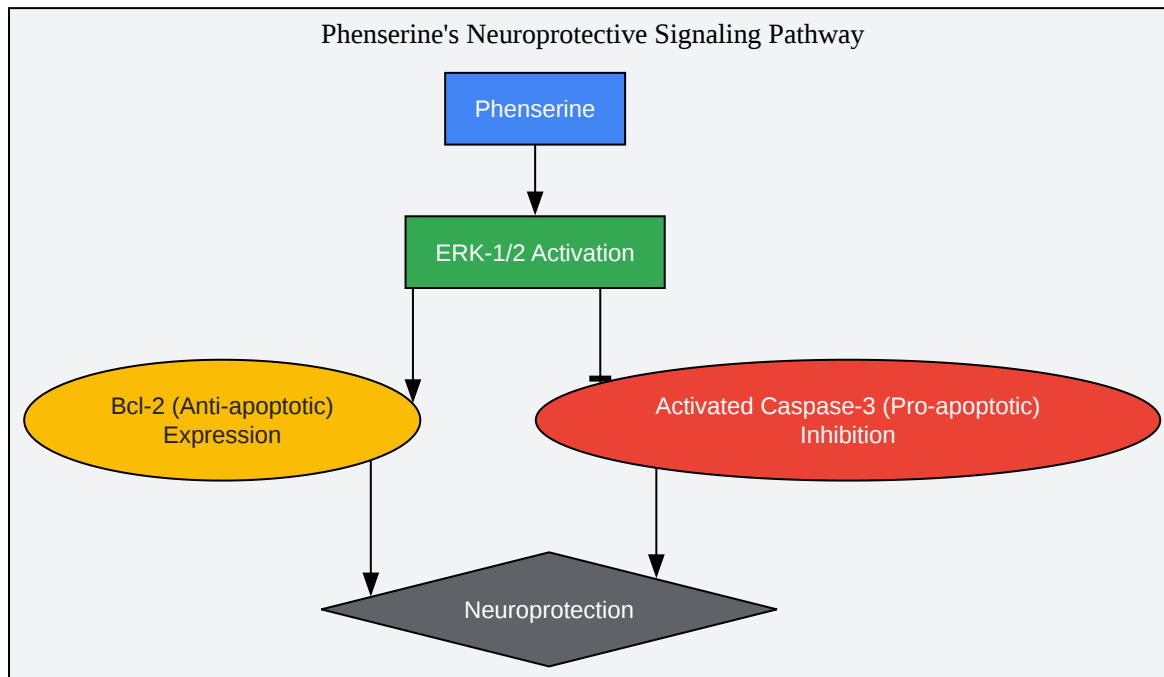 Phenserine's Neuroprotective Signaling Pathway
Phenserine
ERK-1/2 Activation
Bcl-2 (Anti-apoptotic)
Expression
Activated Caspase-3 (Pro-apoptotic)
Inhibition
Neuroprotection